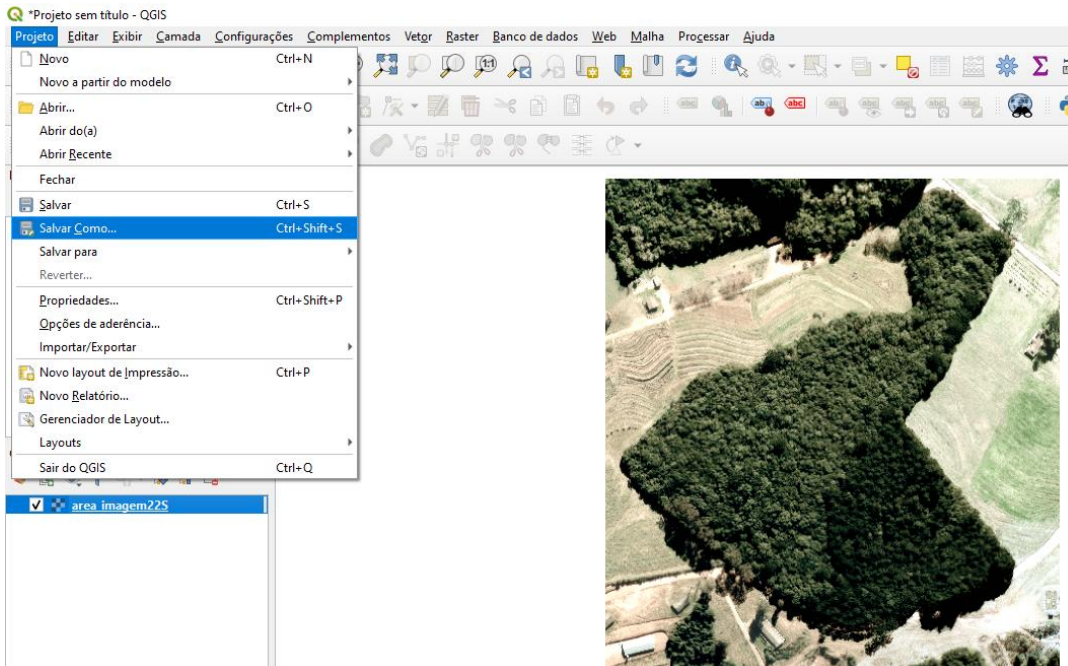 *Projeto sem título - QGIS
Projeto Editar Exibir Camada Configurações Complementos Vetor Raster Banco de dados Web Malha Processar Ajuda
Novo Ctrl+N
Novo a partir do modelo
Abrir... Ctrl+O
Abrir do(a)
Abrir Recente
Fechar
Salvar Ctrl+S
Salvar Como... Ctrl+Shift+S
Salvar para
Reverter...
Propriedades... Ctrl+Shift+P
Opções de aderência...
Importar/Exportar
Novo layout de Impressão... Ctrl+P
Novo Relatório...
Gerenciador de Layout...
Layouts
Sair do QGIS Ctrl+Q
area_imagem22S